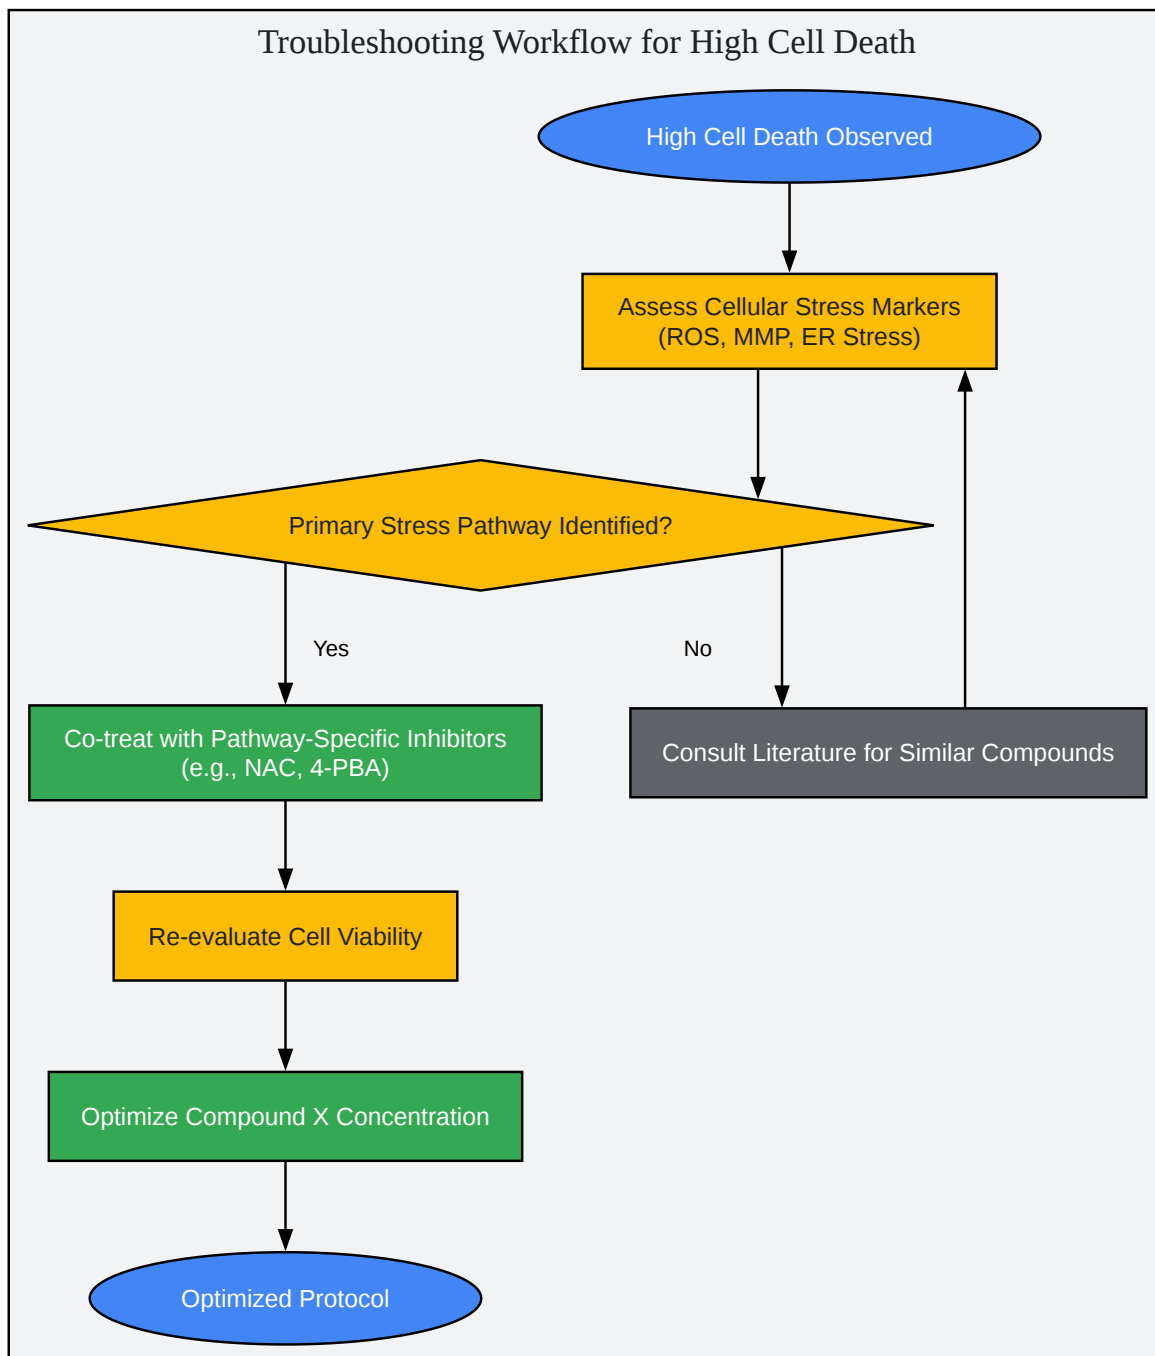 Troubleshooting Workflow for High Cell Death
High Cell Death Observed
Assess Cellular Stress Markers
(ROS, MMP, ER Stress)
Primary Stress Pathway Identified?
Yes
No
Co-treat with Pathway-Specific Inhibitors
(e.g., NAC, 4-PBA)
Consult Literature for Similar Compounds
Re-evaluate Cell Viability
Optimize Compound X Concentration
Optimized Protocol